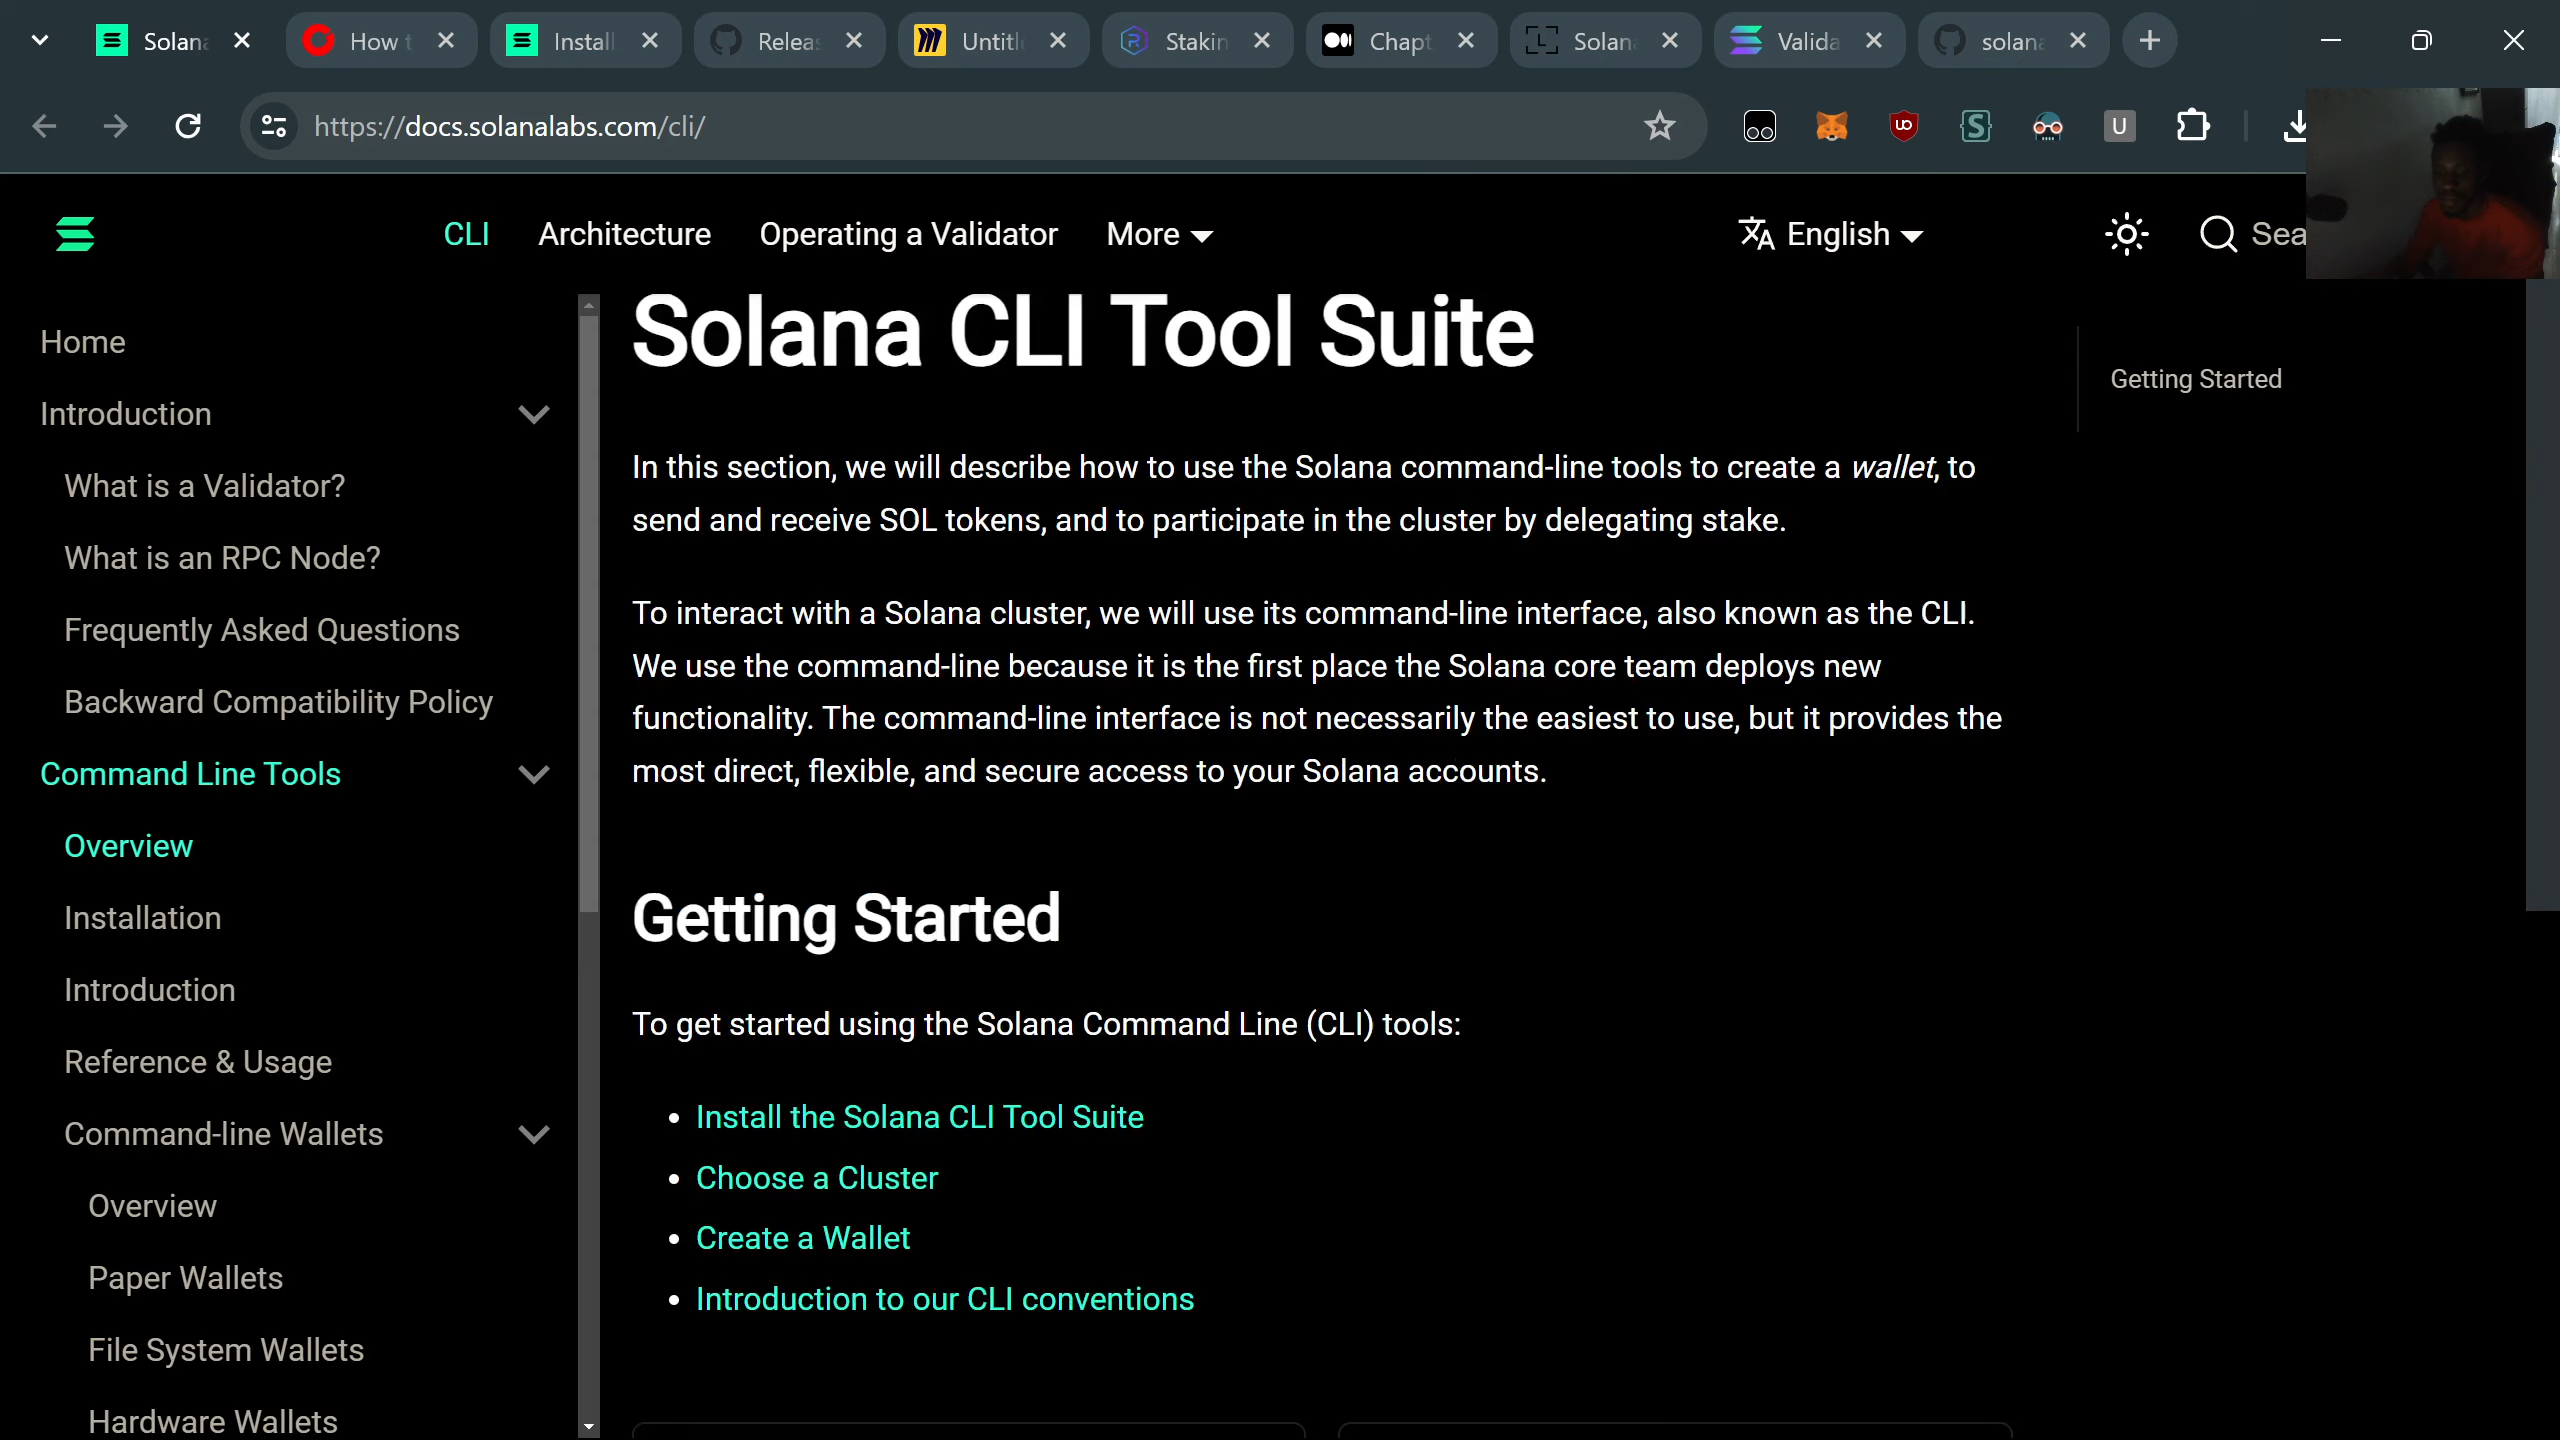 Solan
How t
Install
Relea
Untitl
Stakin
Chapt
Solan
Valida
solana
https://docs.solanalabs.com/cli/
U
CLI
Architecture
Operating a Validator
More
English
Sea
Home
Introduction
What is a Validator?
What is an RPC Node?
Frequently Asked Questions
Backward Compatibility Policy
Command Line Tools
Overview
Installation
Introduction
Reference & Usage
Command-line Wallets
Overview
Paper Wallets
File System Wallets
Hardware Wallets
Solana CLI Tool Suite
In this section, we will describe how to use the Solana command-line tools to create a wallet, to
send and receive SOL tokens, and to participate in the cluster by delegating stake.
To interact with a Solana cluster, we will use its command-line interface, also known as the CLI.
We use the command-line because it is the first place the Solana core team deploys new
functionality. The command-line interface is not necessarily the easiest to use, but it provides the
most direct, flexible, and secure access to your Solana accounts.
Getting Started
To get started using the Solana Command Line (CLI) tools:
Install the Solana CLI Tool Suite
Choose a Cluster
Create a Wallet
Introduction to our CLI conventions
Getting Started